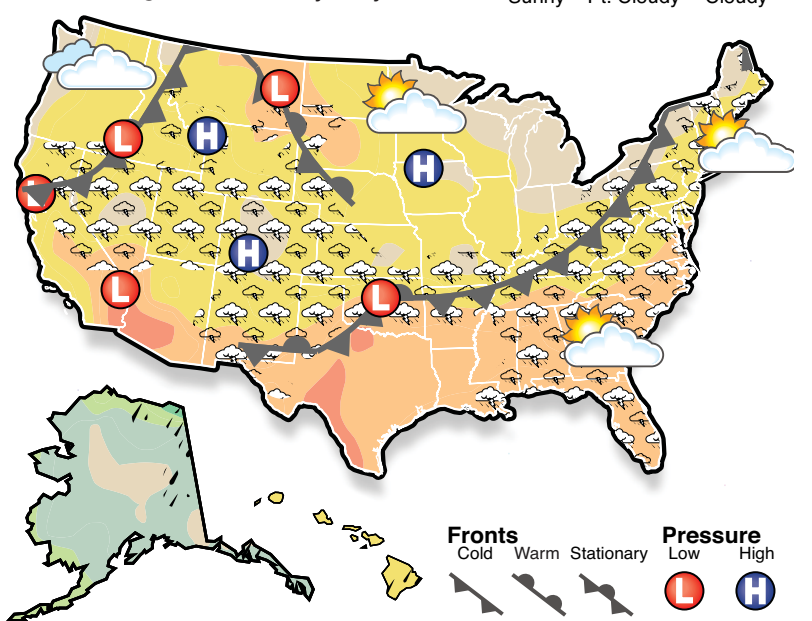 Sunny Pt. Cloudy Cloudy
L
L
H
H
L
H
L
L
Fronts
Cold Warm Stationary
Pressure
Low High
L H